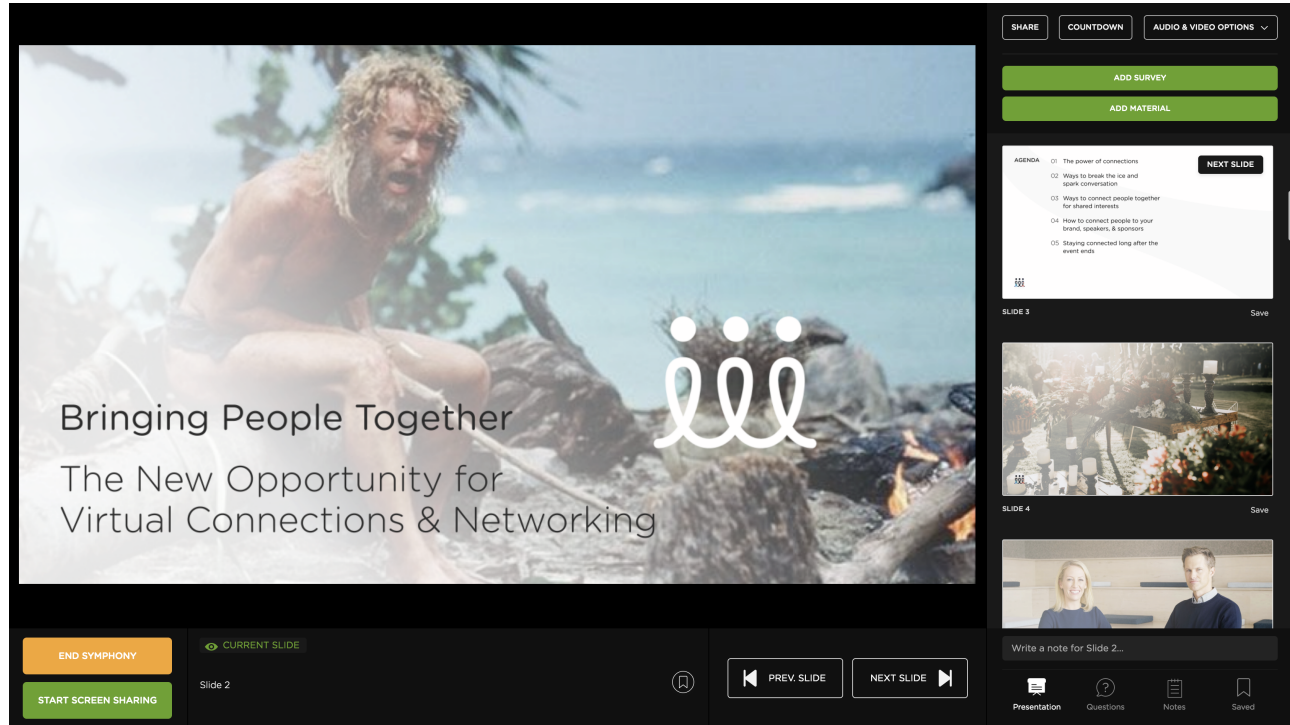 Bringing People Together
The New Opportunity for
Virtual Connections & Networking
END SYMPHONY
START SCREEN SHARING
CURRENT SLIDE
Slide 2
PREV. SLIDE
NEXT SLIDE
SHARE
COUNTDOWN
AUDIO & VIDEO OPTIONS
ADD SURVEY
ADD MATERIAL
AGENDA
01 The power of connections
02 Ways to break the ice and
spark conversation
03 Ways to connect people together
for shared interests
04 How to connect people to your
brand, speakers, & sponsors
05 Staying connected long after the
event ends
NEXT SLIDE
SLIDE 3
Save
SLIDE 4
Save
Write a note for Slide 2...
Presentation
Questions
Notes
Saved